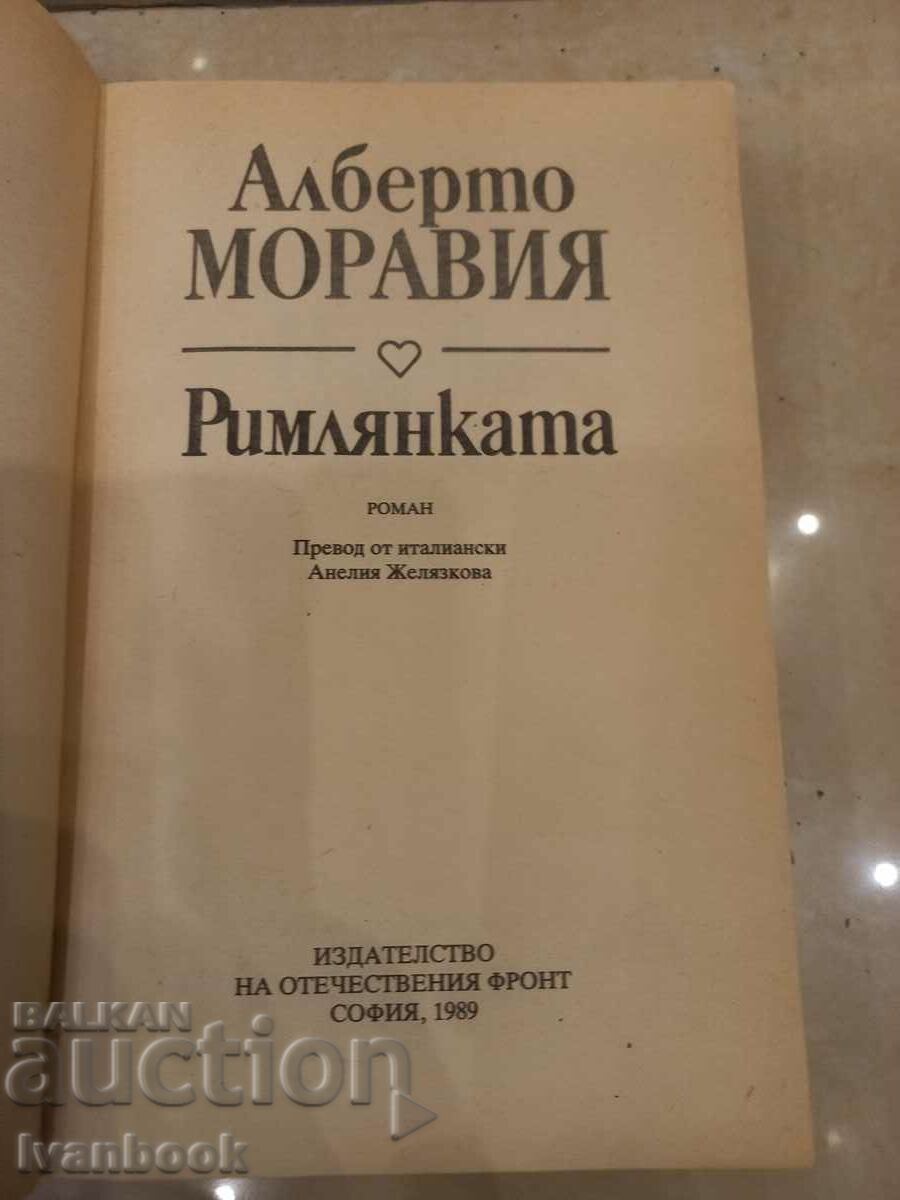 Алберто
МОРАВИЯ
Римлянката
РОМАН
Превод от италиански
Анелия Желязкова
ИЗДАТЕЛСТВО
НА ОТЕЧЕСТВЕНИЯ ФРОНТ
СОФИЯ, 1989
BALKAN
auction
Ivanbook